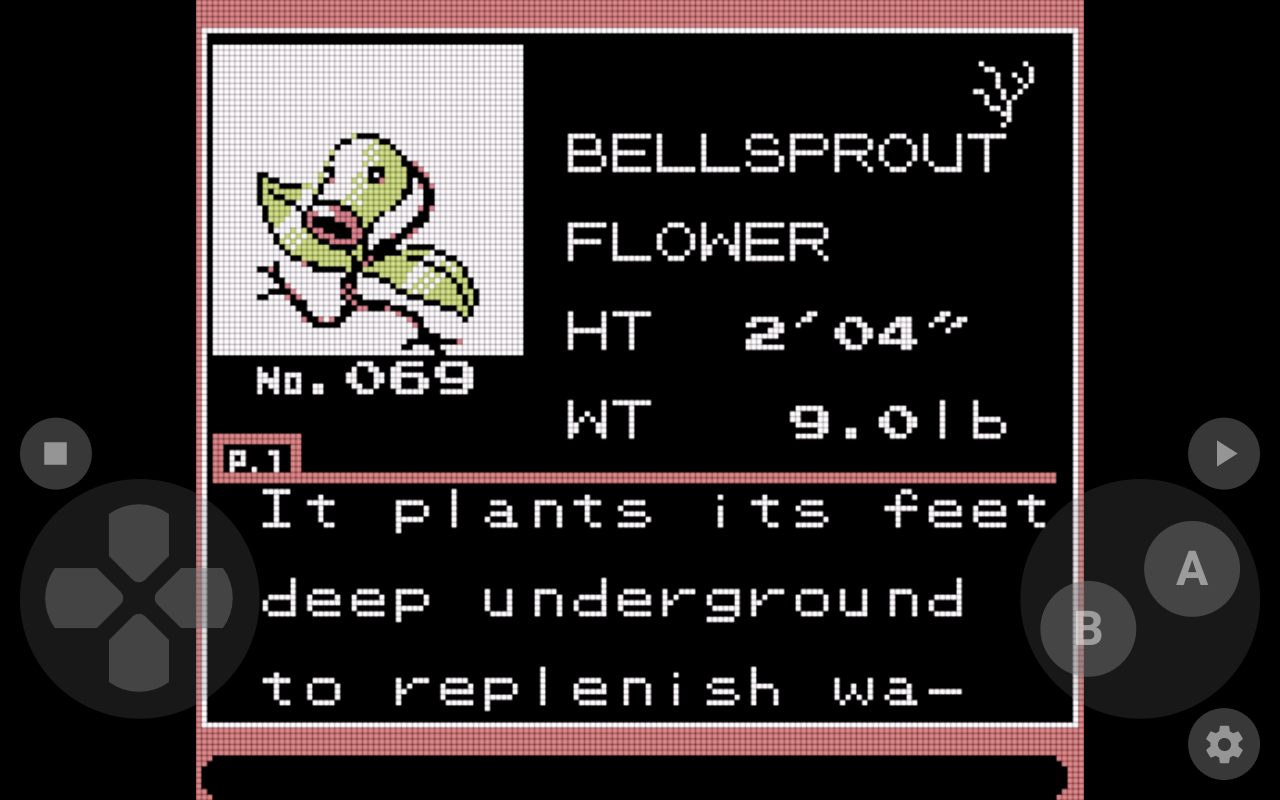 BELLSPROUT
FLOWER
HT 2'04"
WT 9.0lb
No.069
P.1
It plants its feet
deep underground
to replenish wa-
A
B